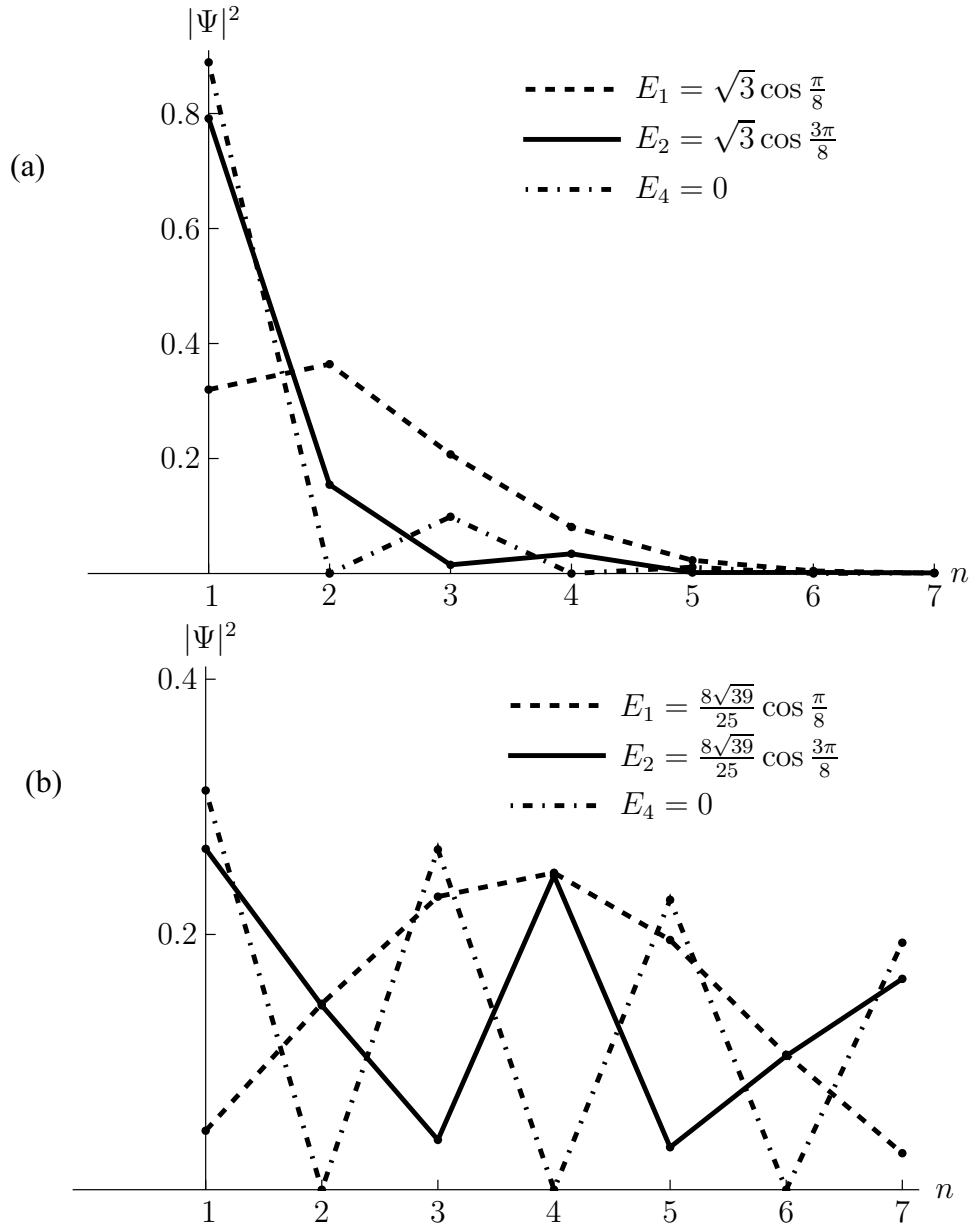 |Ψ|²
(a)
E₁ = √3 cos π/8
E₂ = √3 cos 3π/8
E₄ = 0
0.8
0.6
0.4
0.2
1 2 3 4 5 6 7 n
|Ψ|²
(b)
0.4
E₁ = 8√39/25 cos π/8
E₂ = 8√39/25 cos 3π/8
E₄ = 0
0.2
1 2 3 4 5 6 7 n